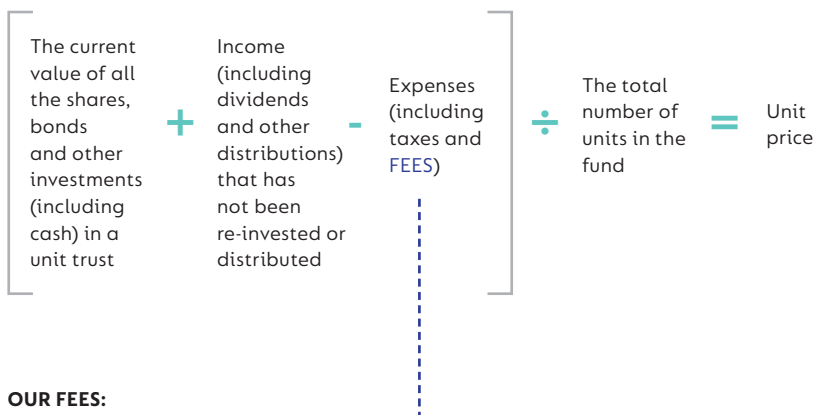 The current
value of all
the shares,
bonds
and other
investments
(including
cash) in a
unit trust
+
Income
(including
dividends
and other
distributions)
that has
not been
re-invested or
distributed
-
Expenses
(including
taxes and
FEES)
÷
The total
number of
units in the
fund
=
Unit
price
OUR FEES: